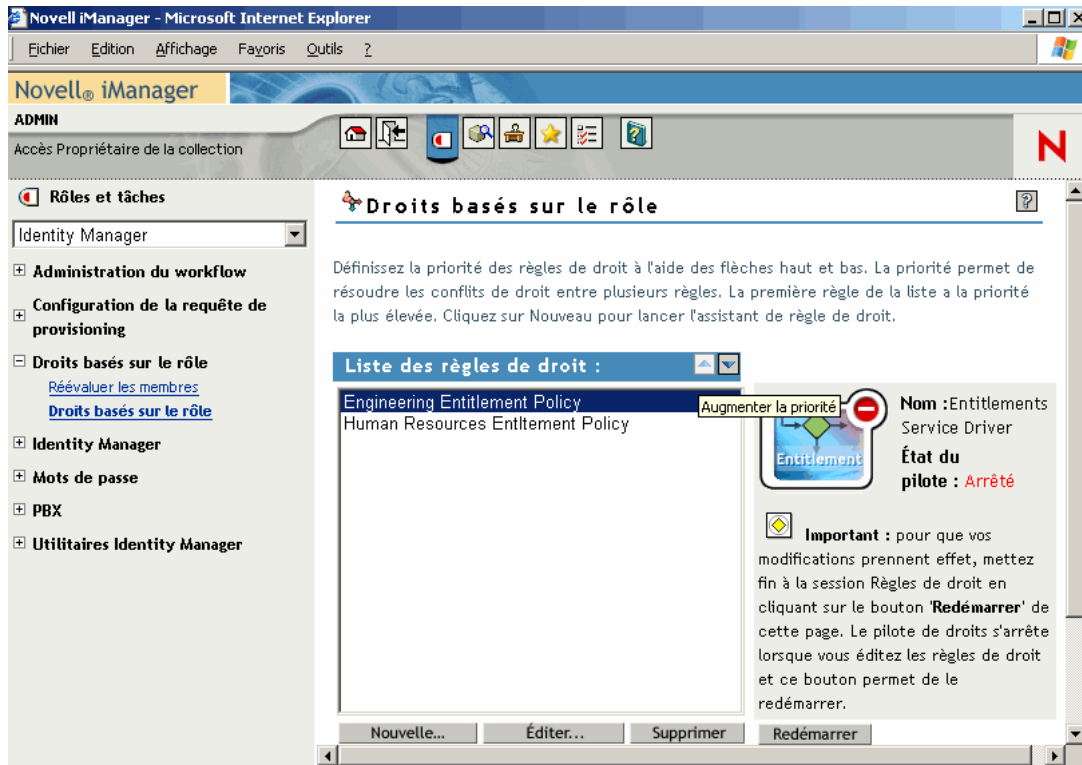 Novell iManager - Microsoft Internet Explorer
Fichier Edition Affichage Favoris Outils ?
Novell® iManager
ADMIN
Accès Propriétaire de la collection
N
Rôles et tâches
Identity Manager
Administration du workflow
Configuration de la requête de
provisioning
Droits basés sur le rôle
Réévaluer les membres
Droits basés sur le rôle
Identity Manager
Mots de passe
PBX
Utilitaires Identity Manager
Droits basés sur le rôle
?
Définissez la priorité des règles de droit à l'aide des flèches haut et bas. La priorité permet de
résoudre les conflits de droit entre plusieurs règles. La première règle de la liste a la priorité
la plus élevée. Cliquez sur Nouveau pour lancer l'assistant de règle de droit.
Liste des règles de droit :
Engineering Entitlement Policy
Human Resources Entltement Policy
Augmenter la priorité
Entitlement
Nom :Entitlements
Service Driver
État du
pilote : Arrêté
Important : pour que vos
modifications prennent effet, mettez
fin à la session Règles de droit en
cliquant sur le bouton 'Redémarrer' de
cette page. Le pilote de droits s'arrête
lorsque vous éditez les règles de droit
et ce bouton permet de le
redémarrer.
Nouvelle... Éditer... Supprimer Redémarrer